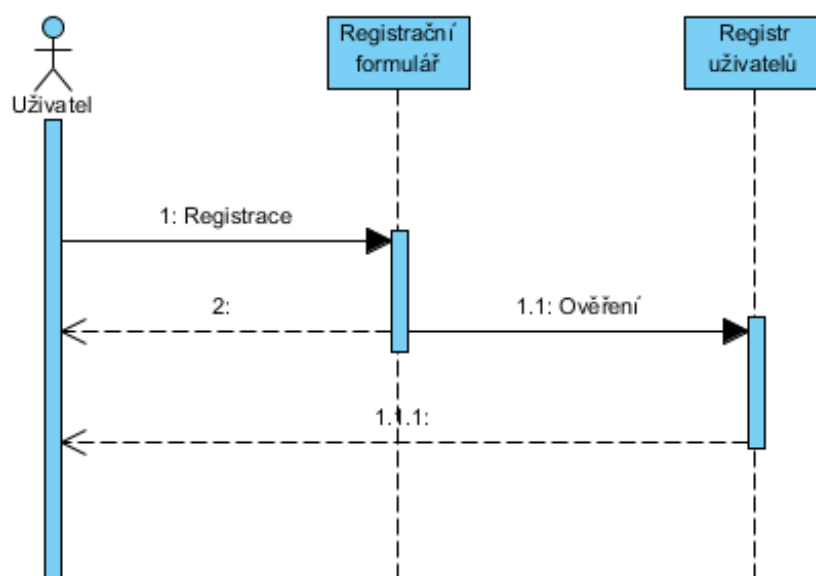 Registrační
formulář
Registr
uživatelů
Uživatel
1: Registrace
2:
1.1: Ověření
1.1.1: